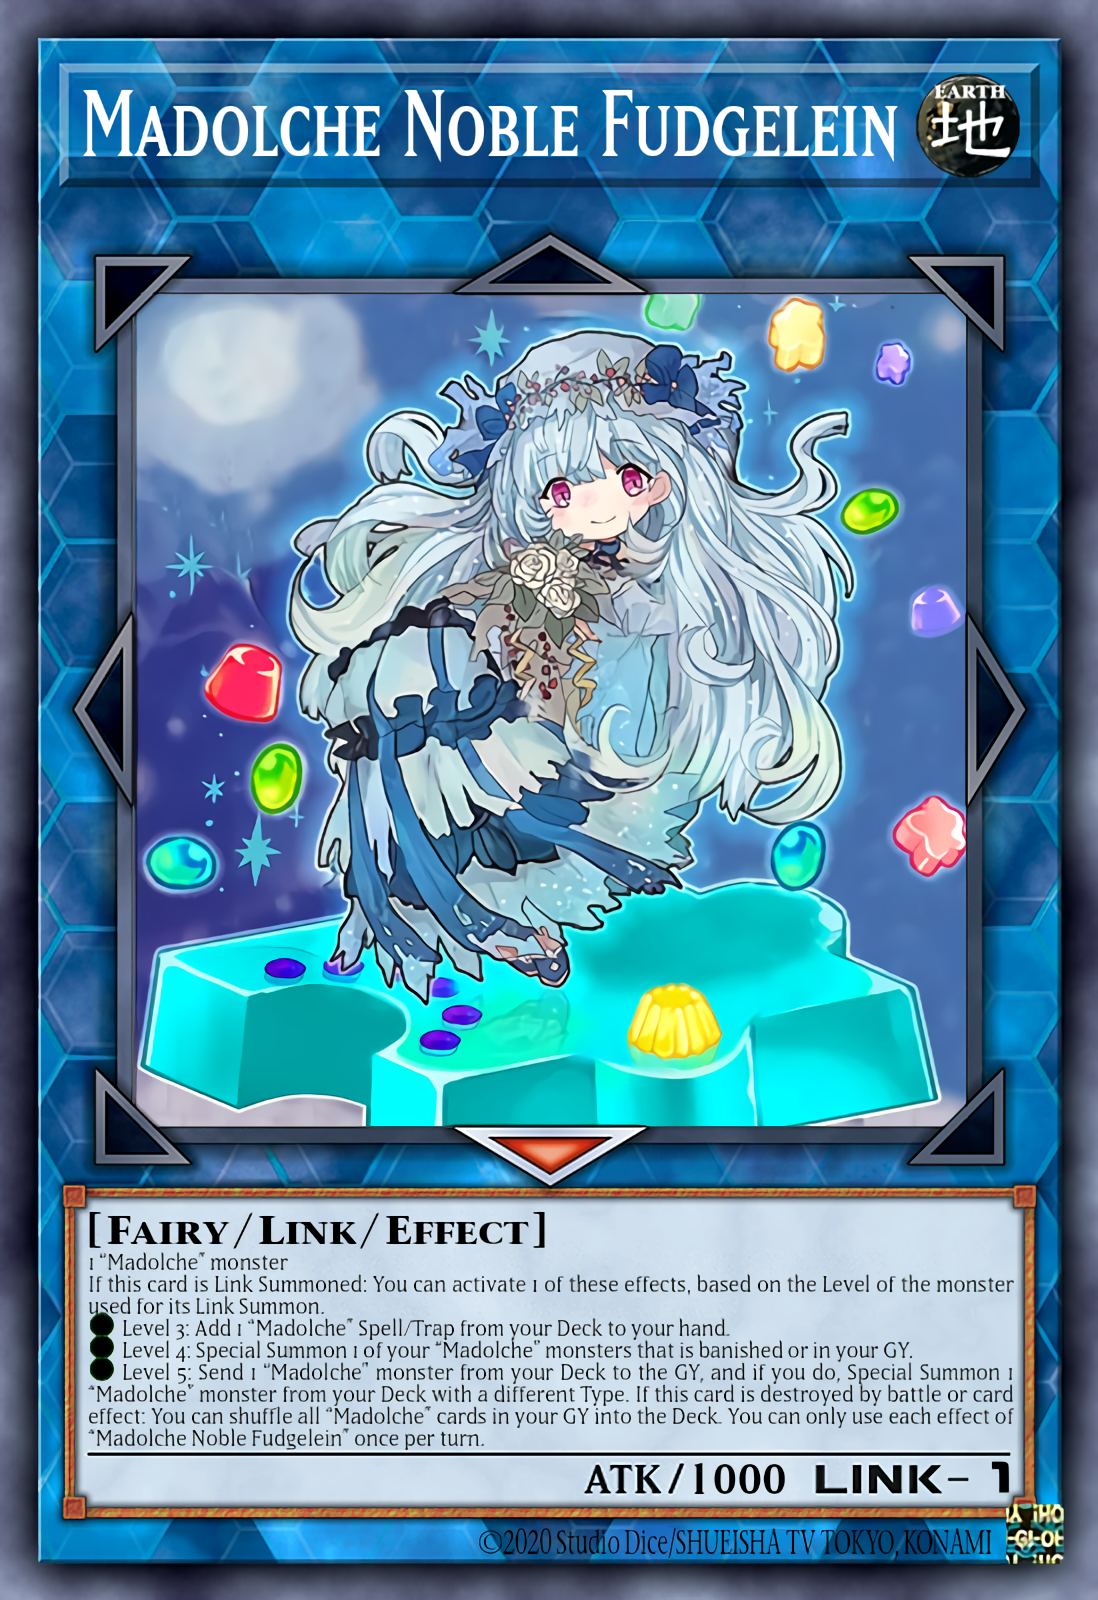 Madolche Noble Fudgelein
EARTH
地
[Fairy/Link/Effect]
1 "Madolche" monster
If this card is Link Summoned: You can activate 1 of these effects, based on the Level of the monster
used for its Link Summon.
● Level 3: Add 1 "Madolche" Spell/Trap from your Deck to your hand.
● Level 4: Special Summon 1 of your "Madolche" monsters that is banished or in your GY.
● Level 5: Send 1 "Madolche" monster from your Deck to the GY, and if you do, Special Summon 1
"Madolche" monster from your Deck with a different Type. If this card is destroyed by battle or card
effect: You can shuffle all "Madolche" cards in your GY into the Deck. You can only use each effect of
"Madolche Noble Fudgelein" once per turn.
ATK/1000 LINK- 1
©2020 Studio Dice/SHUEISHA TV TOKYO, KONAMI